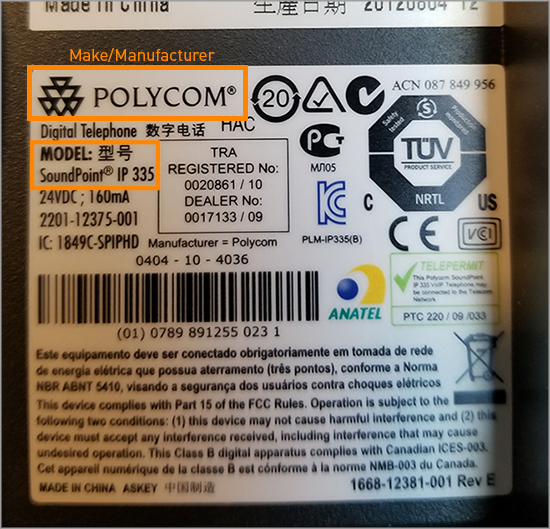 Made in China 生產日期 20120804 12
Make/Manufacturer
POLYCOM®
20
ACN 087 849 956
Digital Telephone 数字电话 HAC
MODEL: 型号
SoundPoint® IP 335
24VDC ; 160mA
2201-12375-001
IC: 1849C-SPIPHD
TRA
REGISTERED No:
0020861 / 10
DEALER No:
0017133 / 09
Manufacturer = Polycom
0404 - 10 - 4036
МЛ05
PLM-IP335(B)
Safety tested
Production monitored
S
TÜV
PRODUCT SERVICE
NRTL
C US
CE
VCI
TELEPERMIT
This Polycom SoundPoint
IP 335 VoIP Telephone may
be connected to the Telecom
Network
PTC 220 / 09 /033
ANATEL
(01) 0789 891255 023 1
Este equipamento deve ser conectado obrigatoriamente em tomada de rede
de energia elétrica que possua aterramento (três pontos), conforme a Norma
NBR ABNT 5410, visando a segurança dos usuários contra choques elétricos
This device complies with Part 15 of the FCC Rules. Operation is subject to the
following two conditions: (1) this device may not cause harmful interference and (2) this
device must accept any interference received, including interference that may cause
undesired operation. This Class B digital apparatus complies with Canadian ICES-003.
Cet appareil numérique de la classe B est conforme à la norme NMB-003 du Canada.
MADE IN CHINA ASKEY 中国制造
1668-12381-001 Rev E